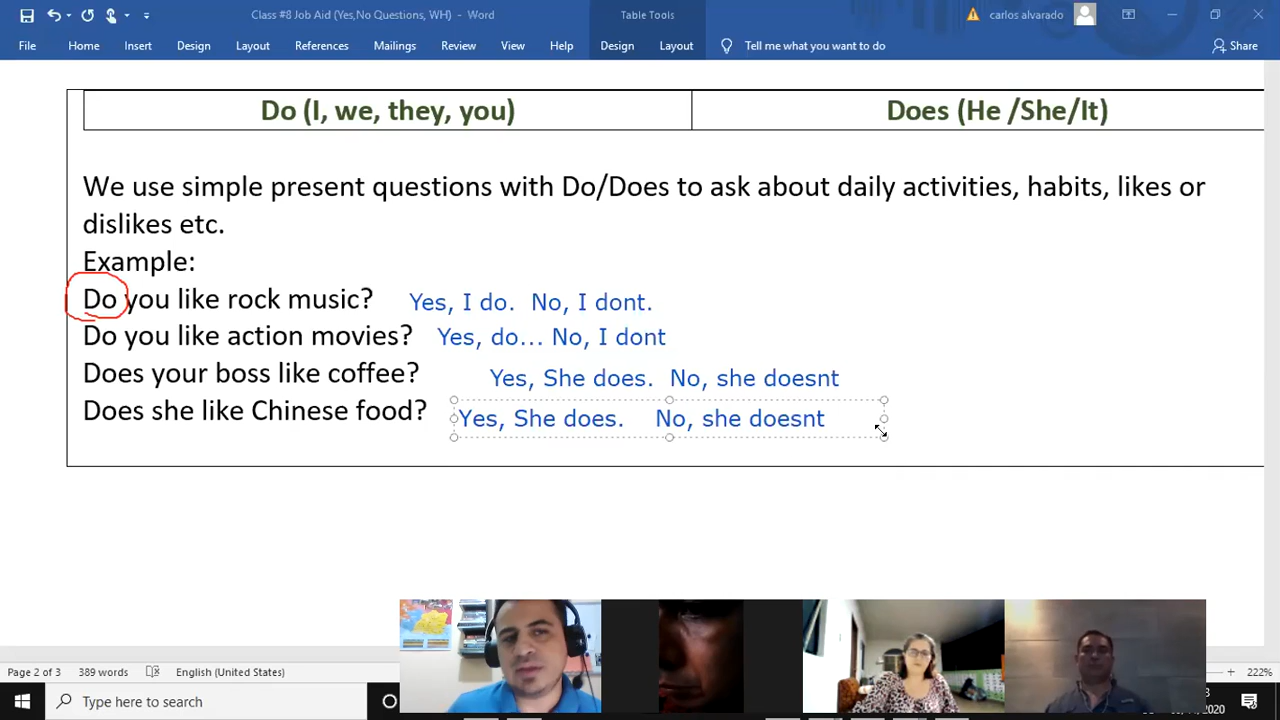 Class #8 Job Aid (Yes,No Questions, WH) - Word
Table Tools
carlos alvarado
File Home Insert Design Layout References Mailings Review View Help Design Layout Tell me what you want to do Share
Do (I, we, they, you) Does (He /She/It)
We use simple present questions with Do/Does to ask about daily activities, habits, likes or
dislikes etc.
Example:
Do you like rock music? Yes, I do. No, I dont.
Do you like action movies? Yes, do... No, I dont
Does your boss like coffee? Yes, She does. No, she doesnt
Does she like Chinese food? Yes, She does. No, she doesnt
Page 2 of 3 389 words English (United States) 222%
Type here to search